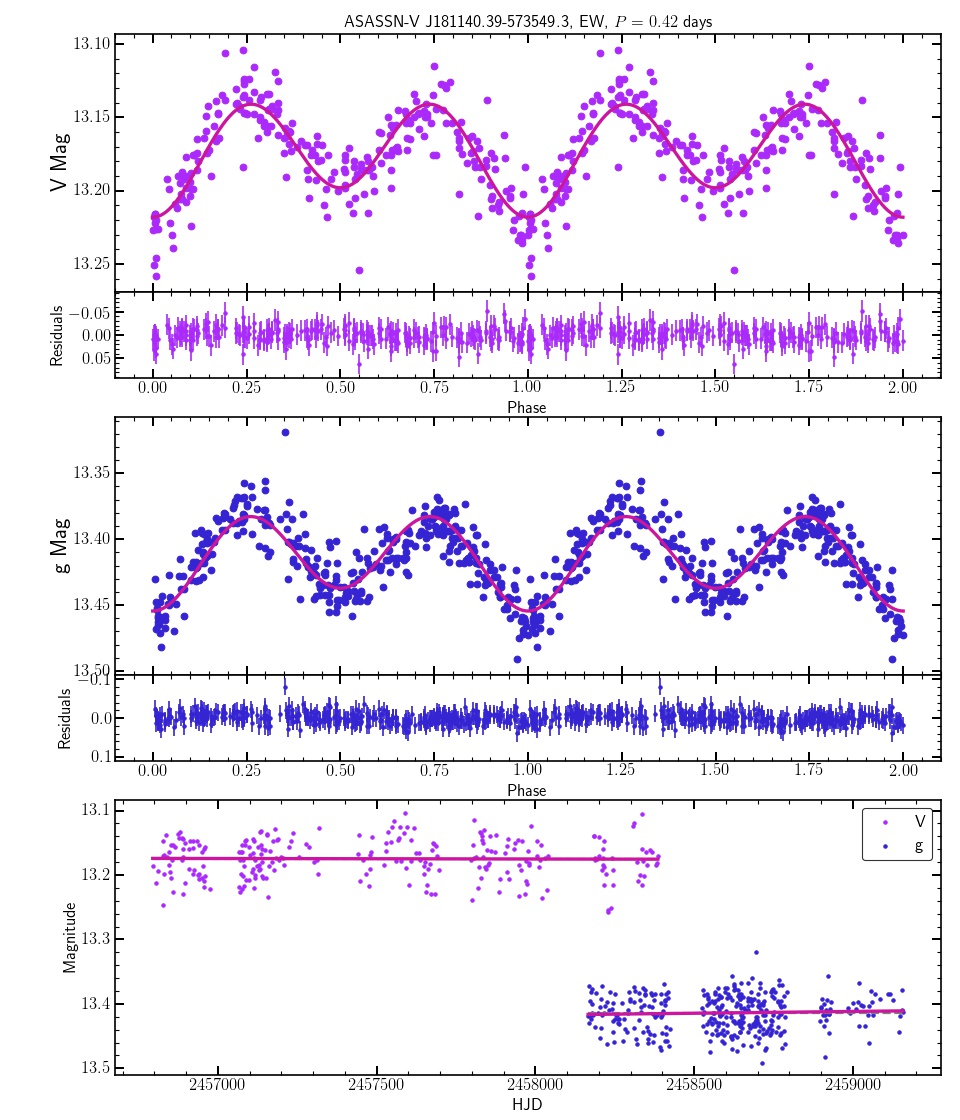 ASASSN-V J181140.39-573549.3, EW, P = 0.42 days
13.10
13.15
13.20
13.25
V Mag
−0.05
0.00
0.05
Residuals
0.00 0.25 0.50 0.75 1.00 1.25 1.50 1.75 2.00
Phase
13.35
13.40
13.45
13.50
g Mag
−0.1
0.0
0.1
Residuals
0.00 0.25 0.50 0.75 1.00 1.25 1.50 1.75 2.00
Phase
13.1
13.2
13.3
13.4
13.5
Magnitude
V
g
2457000 2457500 2458000 2458500 2459000
HJD